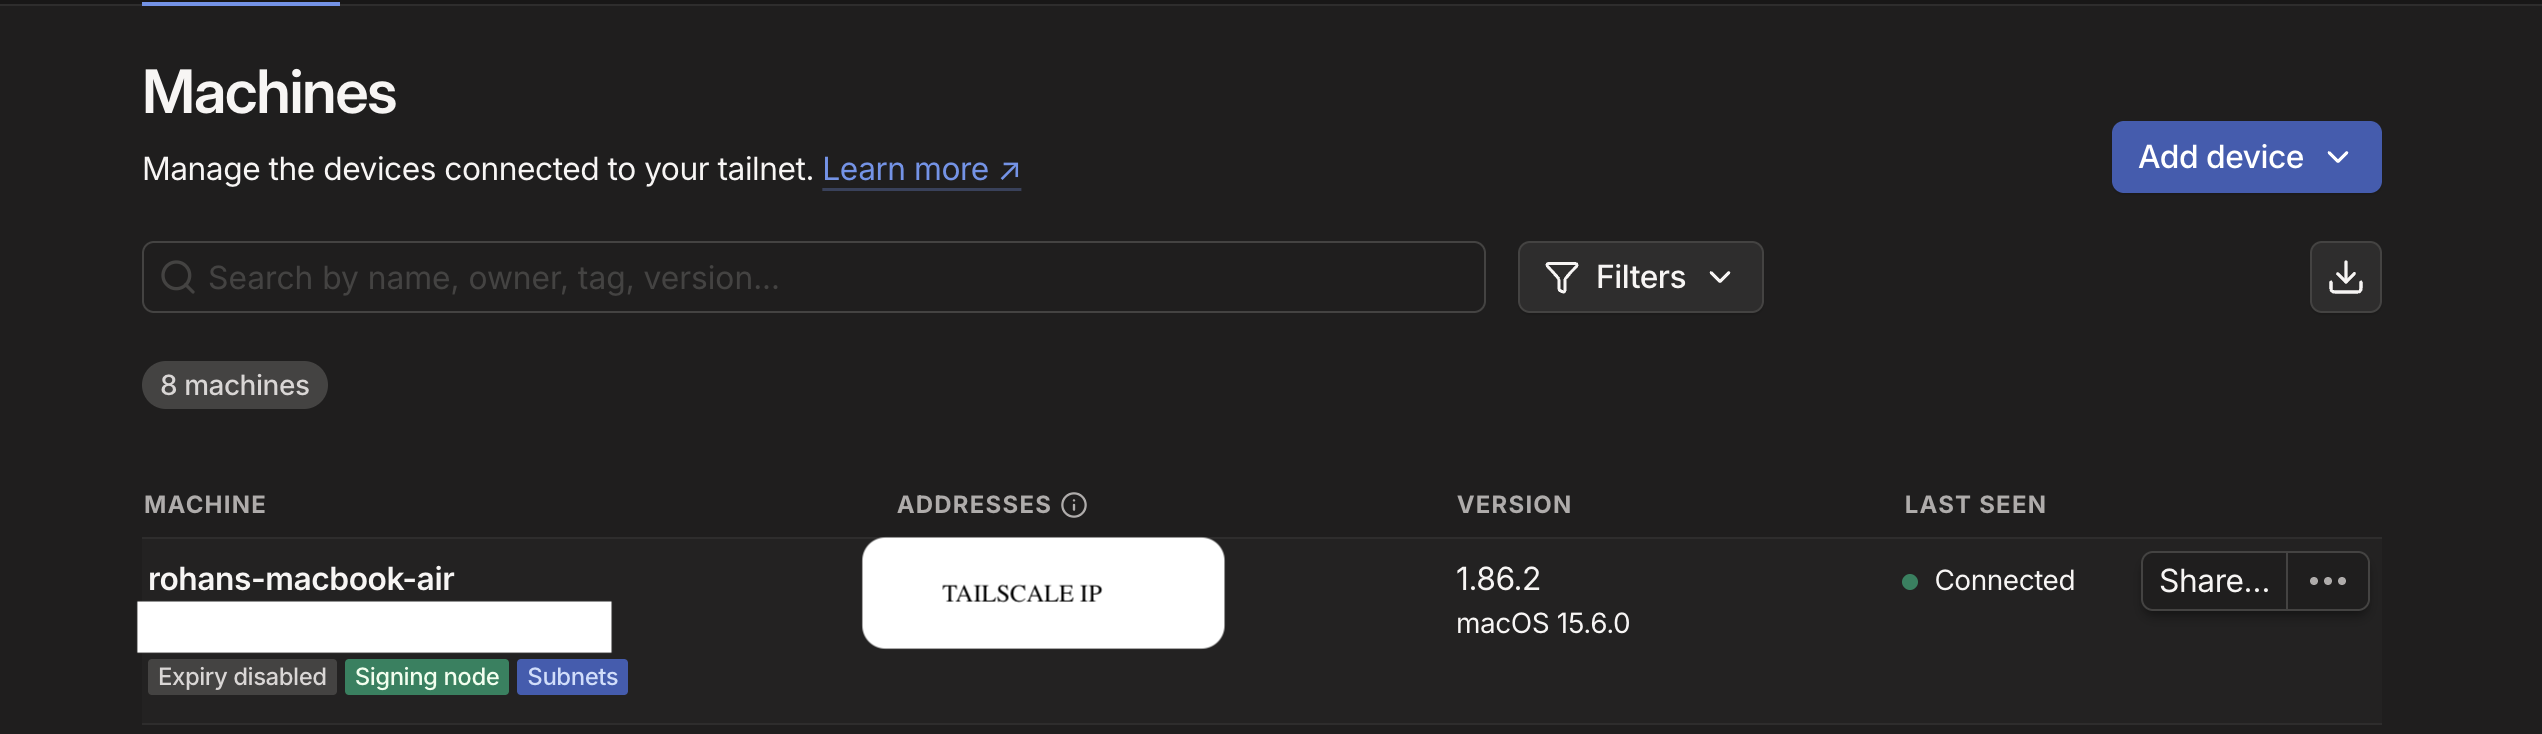 Machines
Manage the devices connected to your tailnet. Learn more ↗
Add device
Search by name, owner, tag, version...
Filters
8 machines
MACHINE ADDRESSES VERSION LAST SEEN
rohans-macbook-air
TAILSCALE IP
1.86.2
macOS 15.6.0
Connected
Share...
Expiry disabled Signing node Subnets